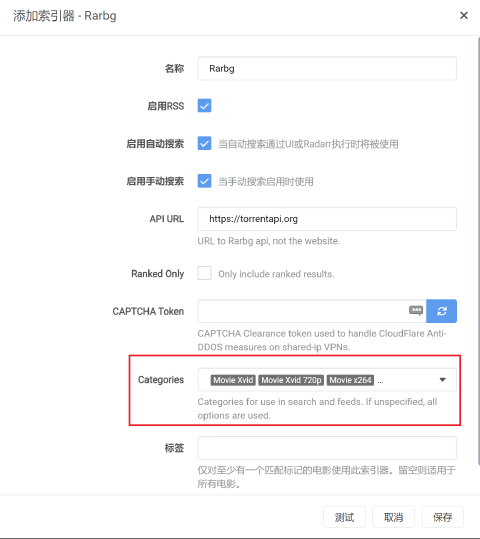 添加索引器 - Rarbg
名称
Rarbg
启用RSS
启用自动搜索
当自动搜索通过UI或Radarr执行时将被使用
启用手动搜索
当手动搜索启用时使用
API URL
https://torrentapi.org
URL to Rarbg api, not the website.
Ranked Only
Only include ranked results.
CAPTCHA Token
CAPTCHA Clearance token used to handle CloudFlare Anti-
DDOS measures on shared-ip VPNs.
Categories
Movie Xvid Movie Xvid 720p Movie x264 ...
Categories for use in search and feeds. If unspecified, all
options are used.
标签
仅对至少有一个匹配标记的电影使用此索引器。留空则适用于
所有电影。
测试 取消 保存